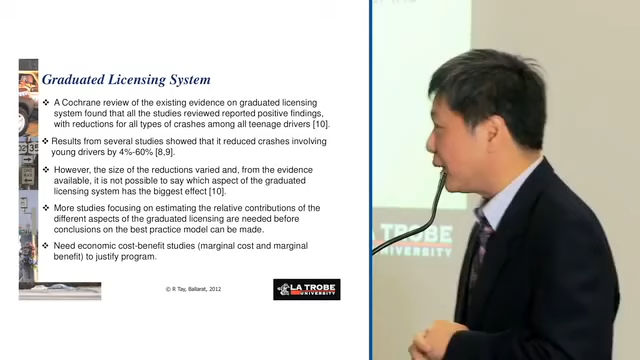 Graduated Licensing System
❖ A Cochrane review of the existing evidence on graduated licensing
system found that all the studies reviewed reported positive findings,
with reductions for all types of crashes among all teenage drivers [10].
❖ Results from several studies showed that it reduced crashes involving
young drivers by 4%-60% [8,9].
❖ However, the size of the reductions varied and, from the evidence
available, it is not possible to say which aspect of the graduated
licensing system has the biggest effect [10].
❖ More studies focusing on estimating the relative contributions of the
different aspects of the graduated licensing are needed before
conclusions on the best practice model can be made.
❖ Need economic cost-benefit studies (marginal cost and marginal
benefit) to justify program.
© R Tay, Ballarat, 2012
LA TROBE
UNIVERSITY
LA TROBE
UNIVERSITY